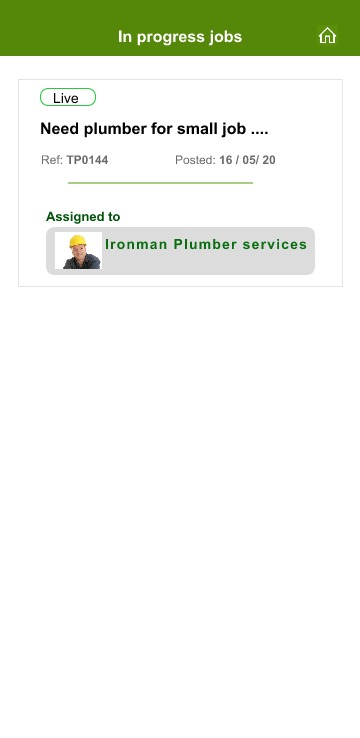 In progress jobs
Live
Need plumber for small job ....
Ref: TP0144 Posted: 16 / 05/ 20
Assigned to
Ironman Plumber services